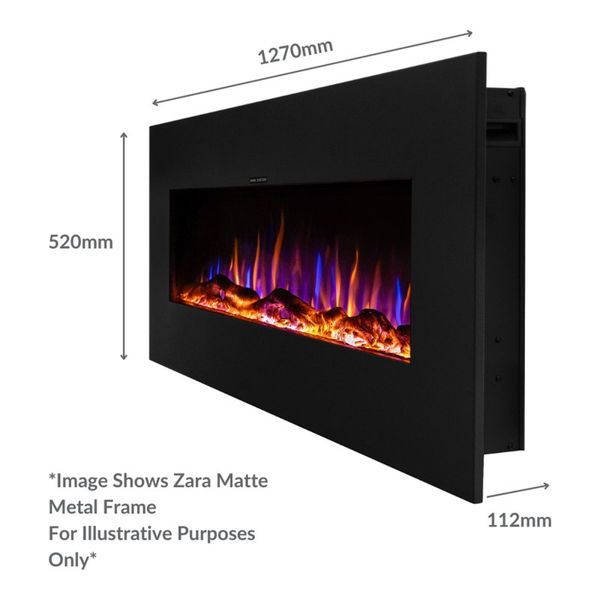 1270mm
520mm
112mm
*Image Shows Zara Matte
Metal Frame
For Illustrative Purposes
Only*